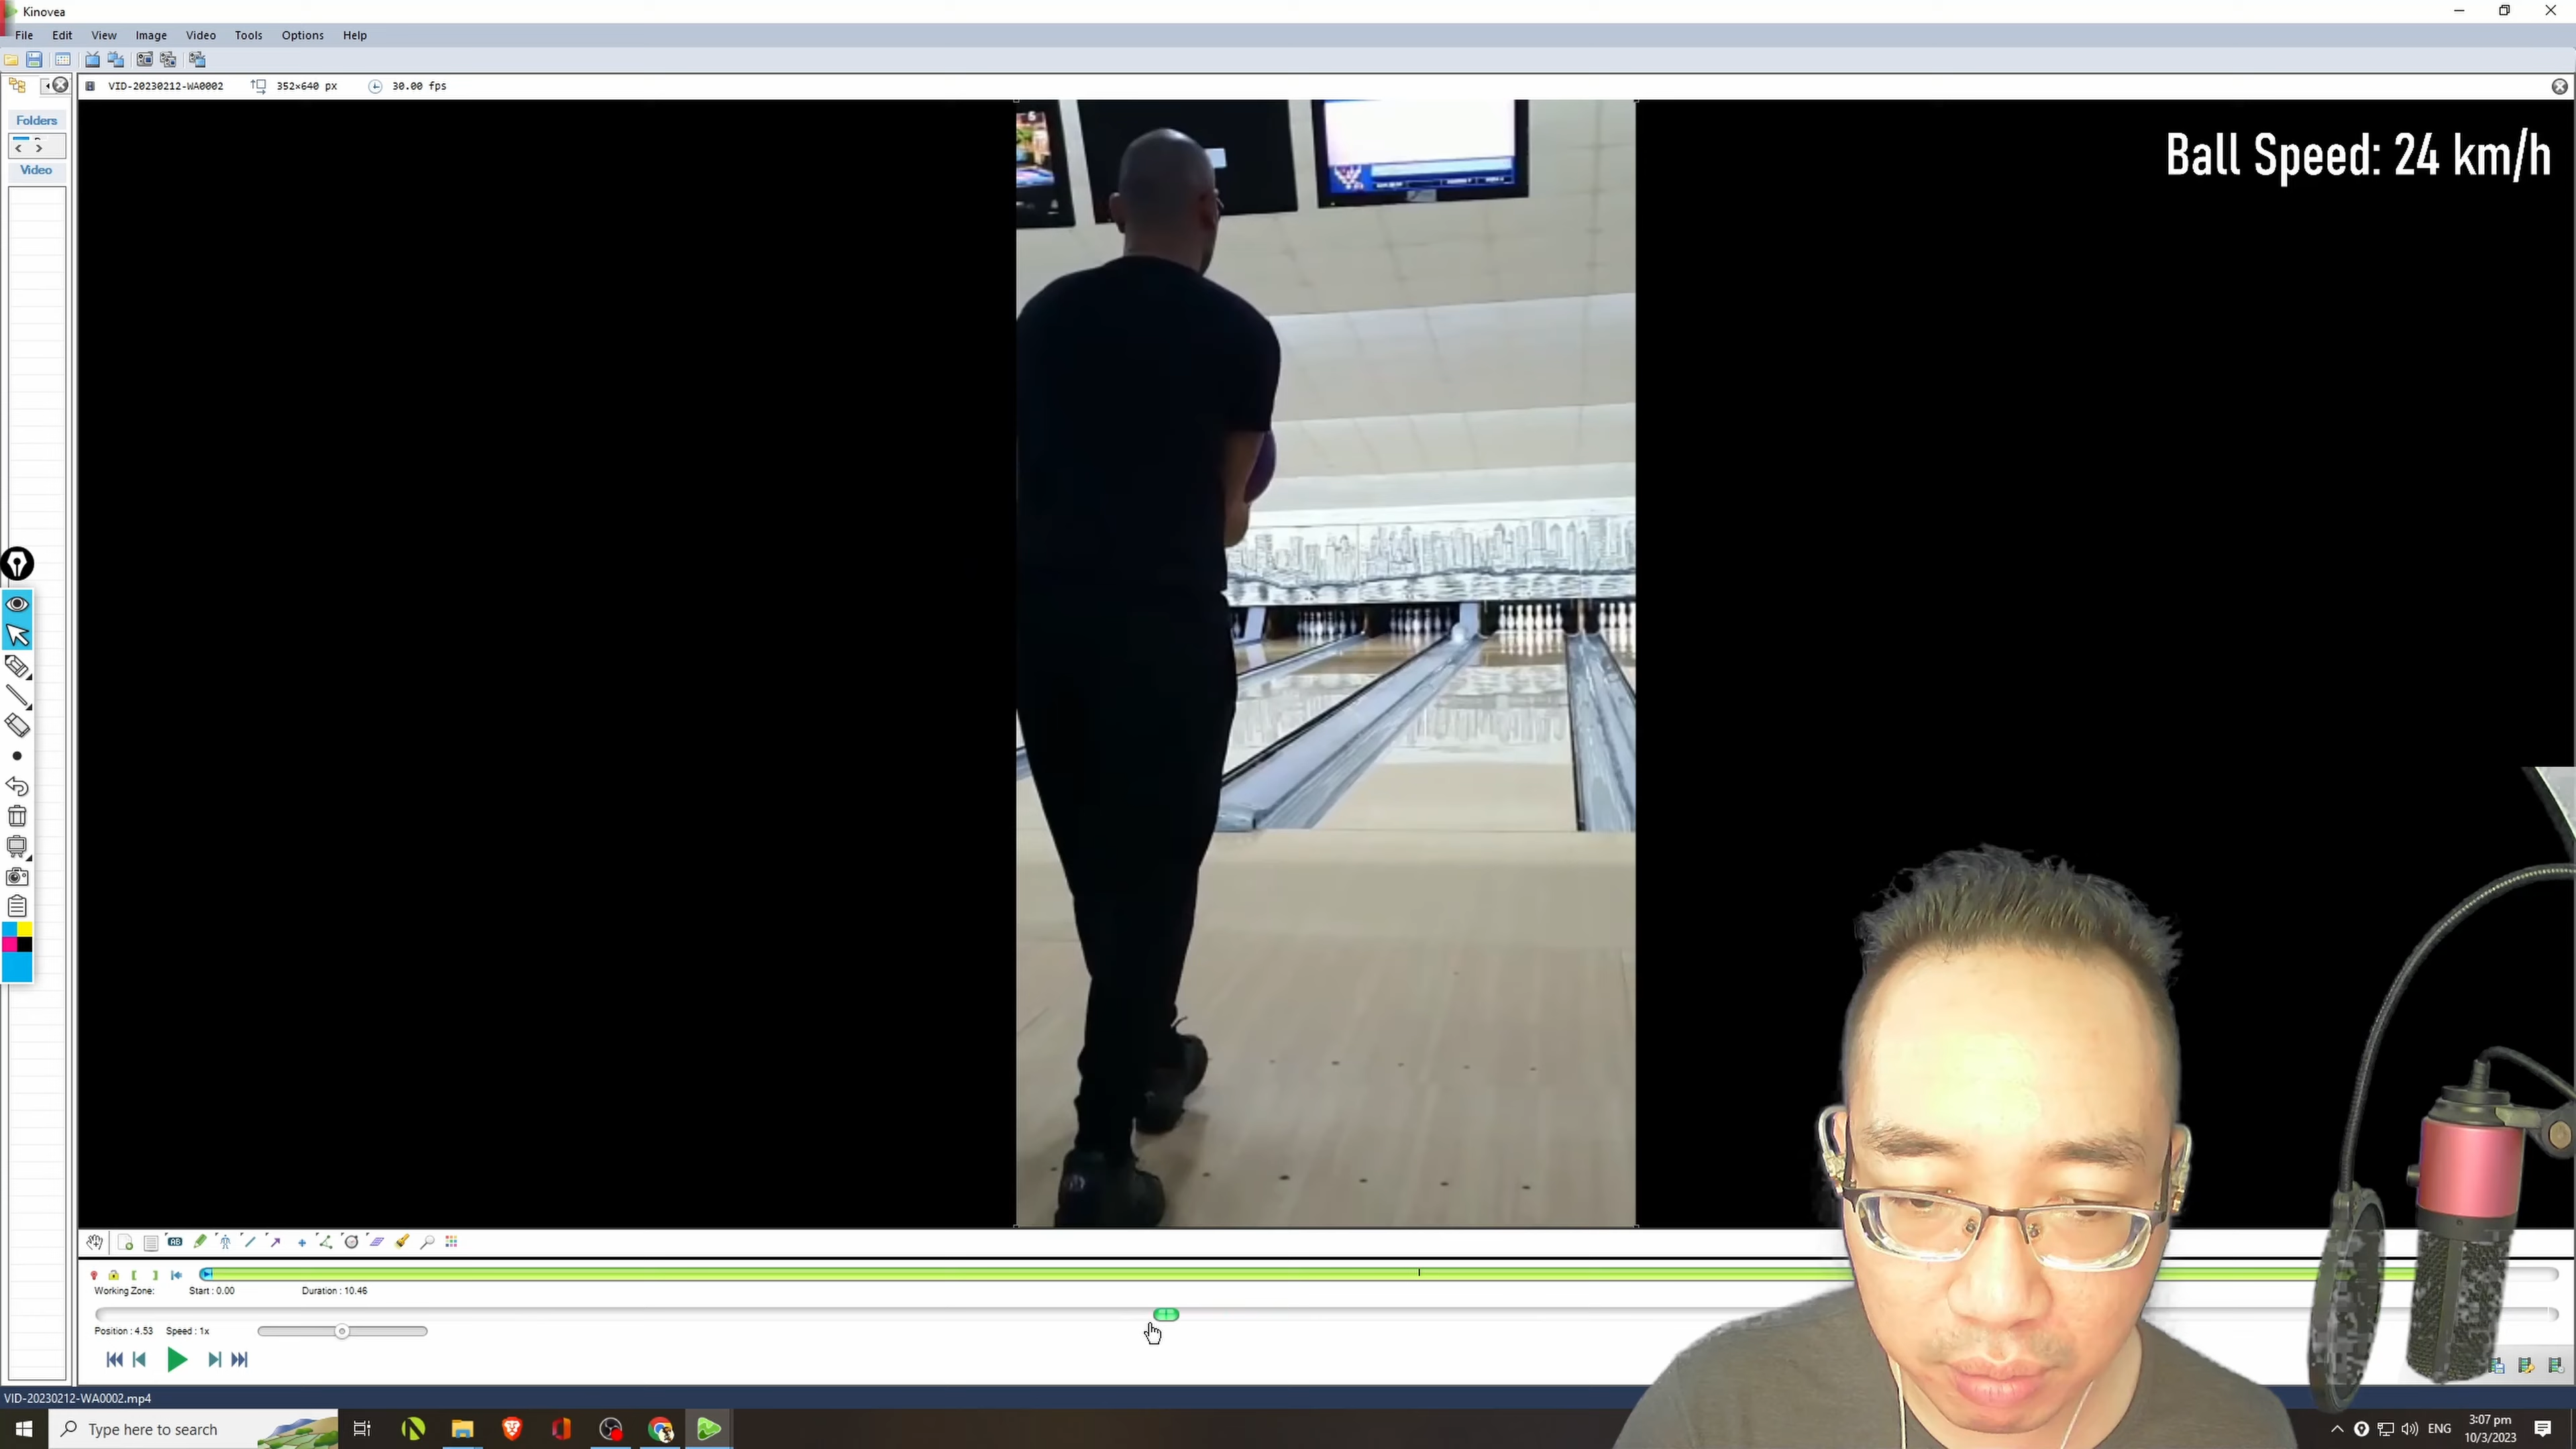 Kinovea
File Edit View Image Video Tools Options Help
VID-20230212-WA0002 352×640 px 30.00 fps
Folders
Video
5
Ball Speed: 24 km/h
AB
Working Zone: Start : 0.00 Duration : 10.46
Position : 4.53 Speed : 1x
VID-20230212-WA0002.mp4
Type here to search
ENG
3:07 pm
10/3/2023